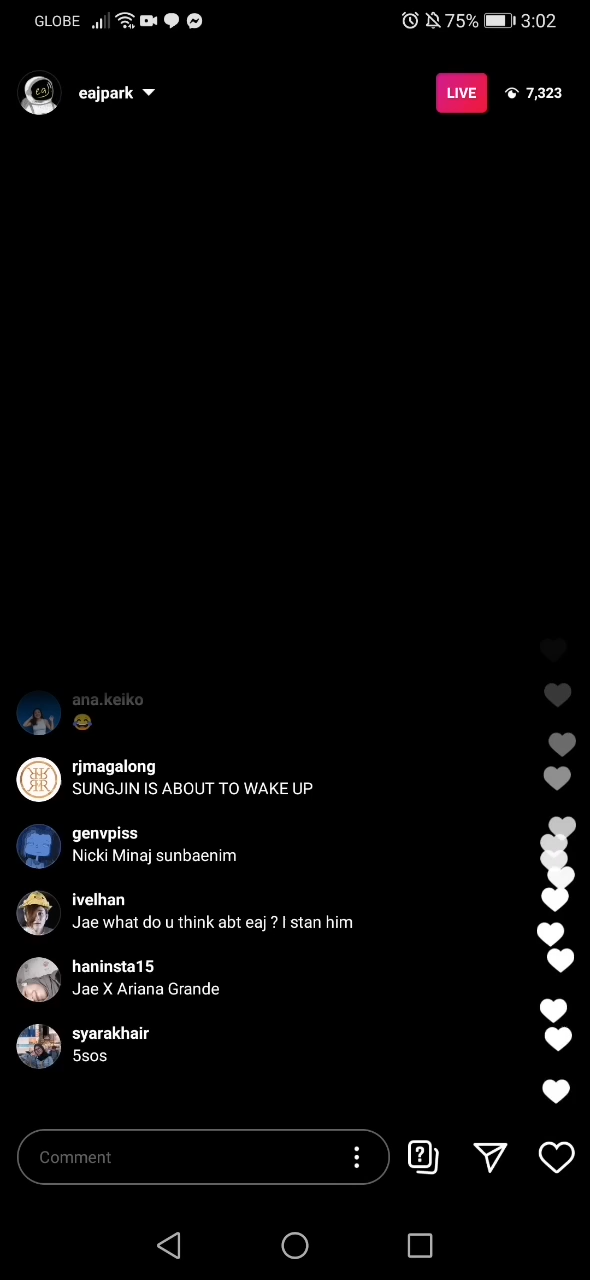 GLOBE 75% 3:02
eaj
eajpark LIVE 7,323
ana.keiko
😂
rjmagalong
SUNGJIN IS ABOUT TO WAKE UP
genvpiss
Nicki Minaj sunbaenim
ivelhan
Jae what do u think abt eaj ? I stan him
haninsta15
Jae X Ariana Grande
syarakhair
5sos
Comment